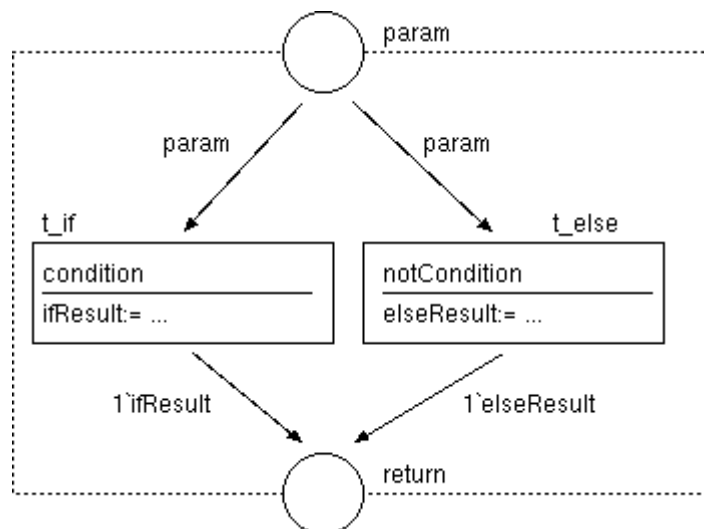 param
param
param
t_if
t_else
condition
notCondition
ifResult:= ...
elseResult:= ...
1`ifResult
1`elseResult
return